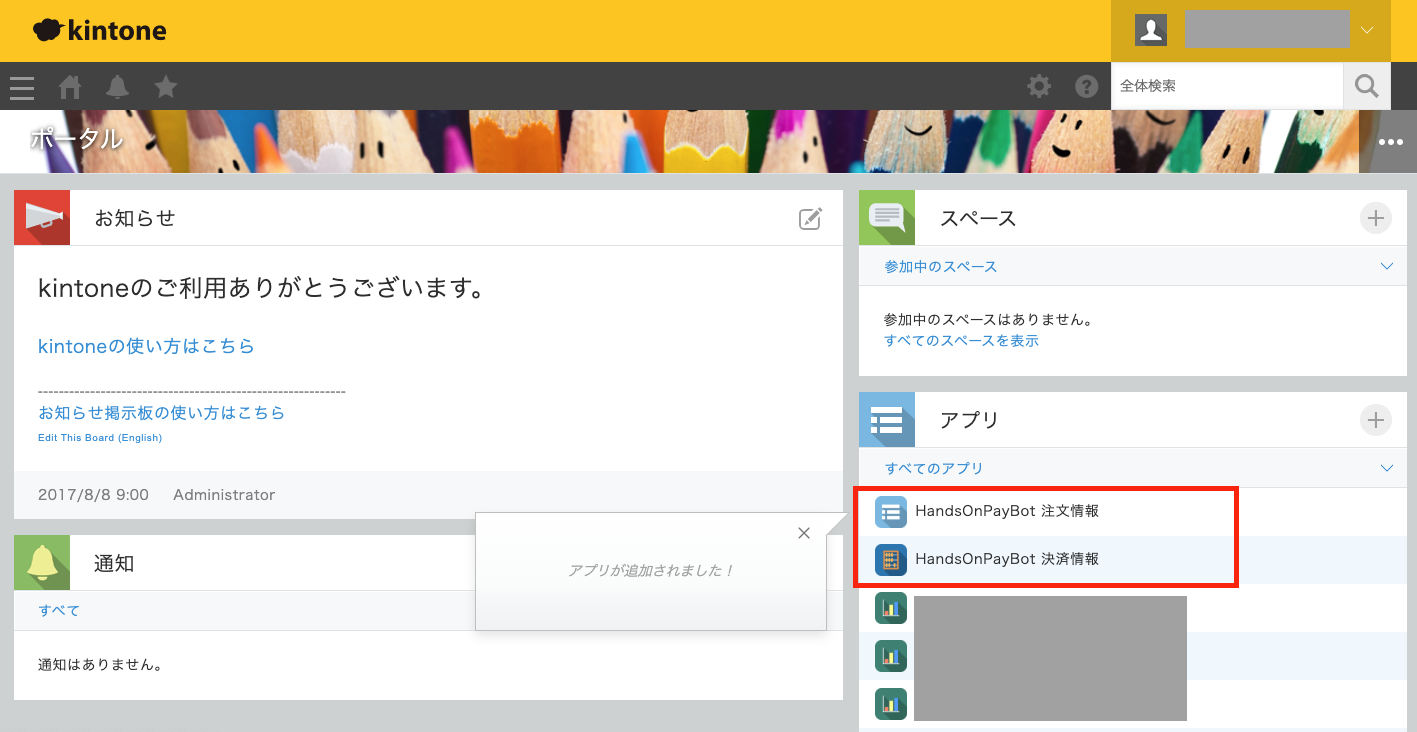 kintone
全体検索
ポータル
お知らせ
kintoneのご利用ありがとうございます。
kintoneの使い方はこちら
-----------------------------------------------------------
お知らせ掲示板の使い方はこちら
Edit This Board (English)
2017/8/8 9:00 Administrator
通知
すべて
通知はありません。
アプリが追加されました！
スペース
参加中のスペース
参加中のスペースはありません。
すべてのスペースを表示
アプリ
すべてのアプリ
HandsOnPayBot 注文情報
HandsOnPayBot 決済情報